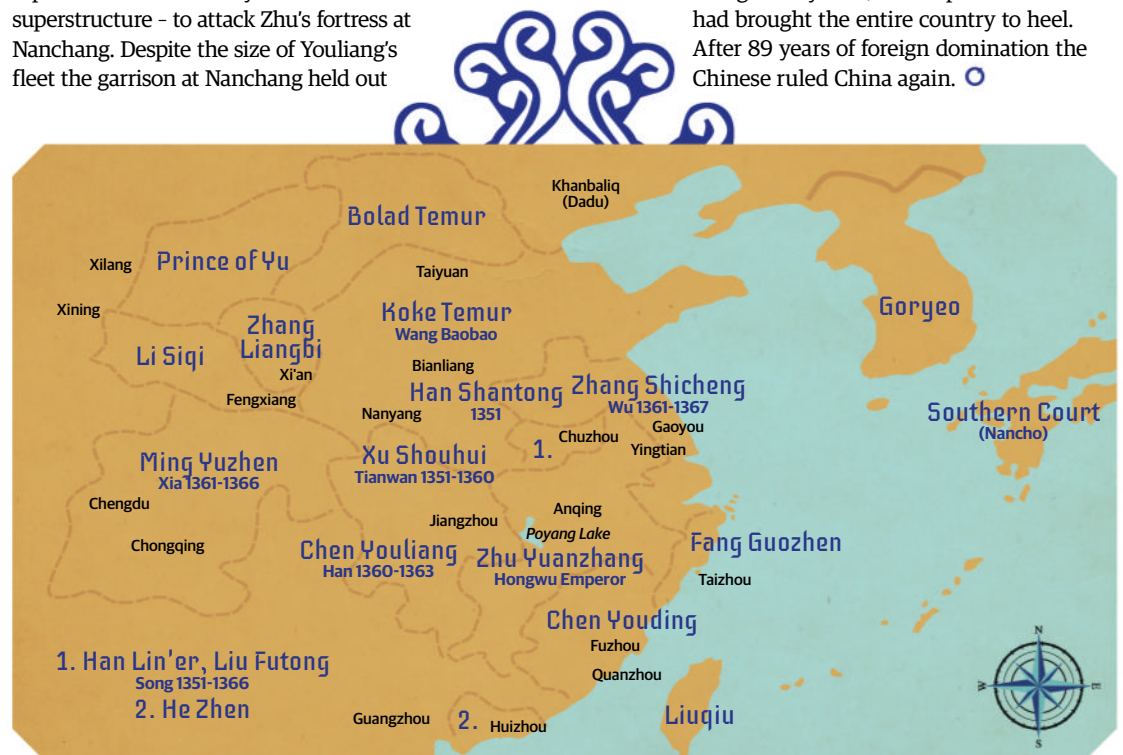 superstructure – to attack Zhu's fortress at
Nanchang. Despite the size of Youliang's
fleet the garrison at Nanchang held out
had brought the entire country to heel.
After 89 years of foreign domination the
Chinese ruled China again.
Khanbaliq
(Dadu)
Bolad Temur
Xilang
Prince of Yu
Taiyuan
Xining
Goryeo
Koke Temur
Wang Baobao
Zhang
Liangbi
Li Siqi
Xi'an
Bianliang
Fengxiang
Han Shantong
1351
Zhang Shicheng
Wu 1361-1367
Nanyang
Gaoyou
Southern Court
(Nancho)
Chuzhou
1.
Yingtian
Xu Shouhui
Tianwan 1351-1360
Ming Yuzhen
Xia 1361-1366
Chengdu
Anqing
Jiangzhou
Poyang Lake
Chongqing
Chen Youliang
Han 1360-1363
Zhu Yuanzhang
Hongwu Emperor
Fang Guozhen
Taizhou
Chen Youding
Fuzhou
Quanzhou
1. Han Lin'er, Liu Futong
Song 1351-1366
2. He Zhen
Guangzhou
2.
Huizhou
Liuqiu
N
W
E
S